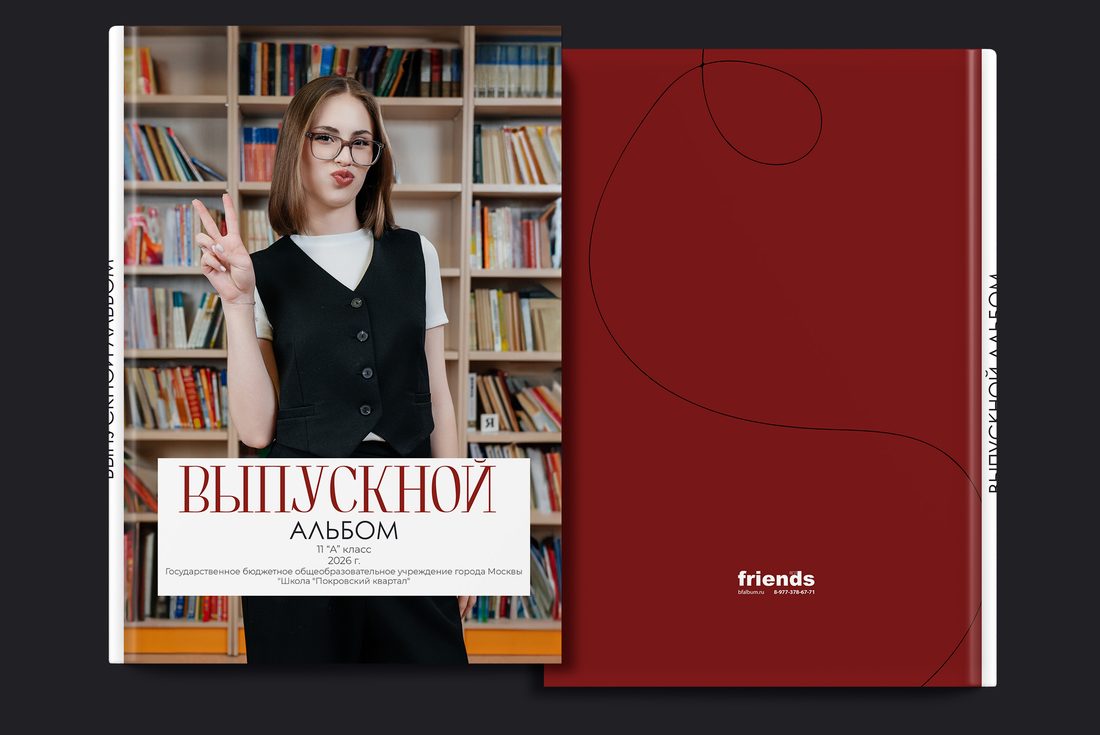 ВЫПУСКНОЙ
АЛЬБОМ
11 "А" класс
2026 г.
Государственное бюджетное общеобразовательное учреждение города Москвы
"Школа "Покровский квартал"
Я
ВЫПУСКНОЙ АЛЬБОМ
ВЫПУСКНОЙ АЛЬБОМ
friends
bfalbum.ru 8-977-378-67-71